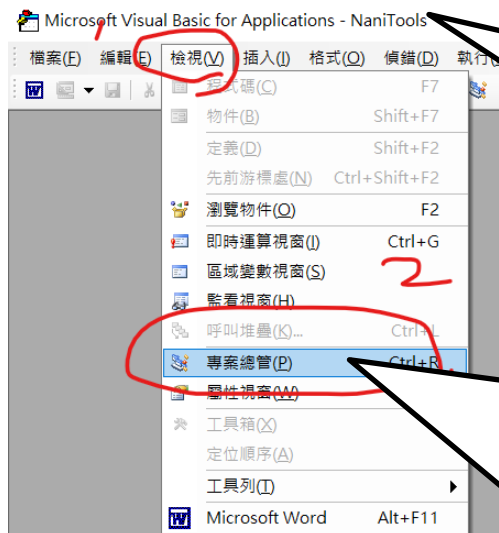 Microsoft Visual Basic for Applications - NaniTools
1
檔案(F) 編輯(E) 檢視(V) 插入(I) 格式(O) 偵錯(D) 執行(
程式碼(C) F7
物件(B) Shift+F7
定義(D) Shift+F2
先前游標處(N) Ctrl+Shift+F2
瀏覽物件(O) F2
即時運算視窗(I) Ctrl+G
區域變數視窗(S)
2
監看視窗(H)
呼叫堆疊(K)... Ctrl+L
專案總管(P) Ctrl+R
屬性視窗(W)
工具箱(X)
定位順序(A)
工具列(T)
Microsoft Word Alt+F11